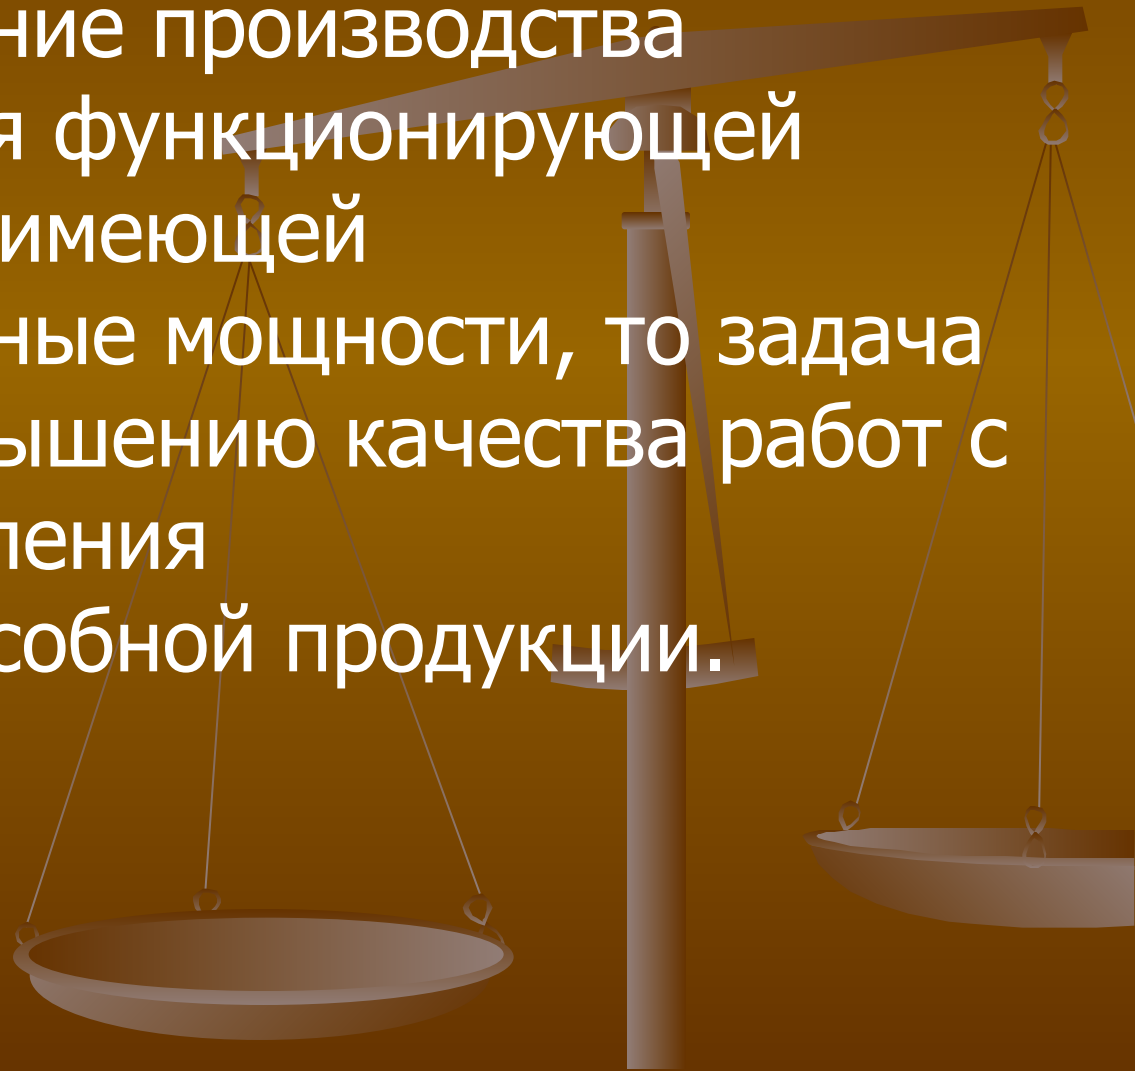 ние производства
я функционирующей
имеющей
ные мощности, то задача
ышению качества работ с
ления
собной продукции.